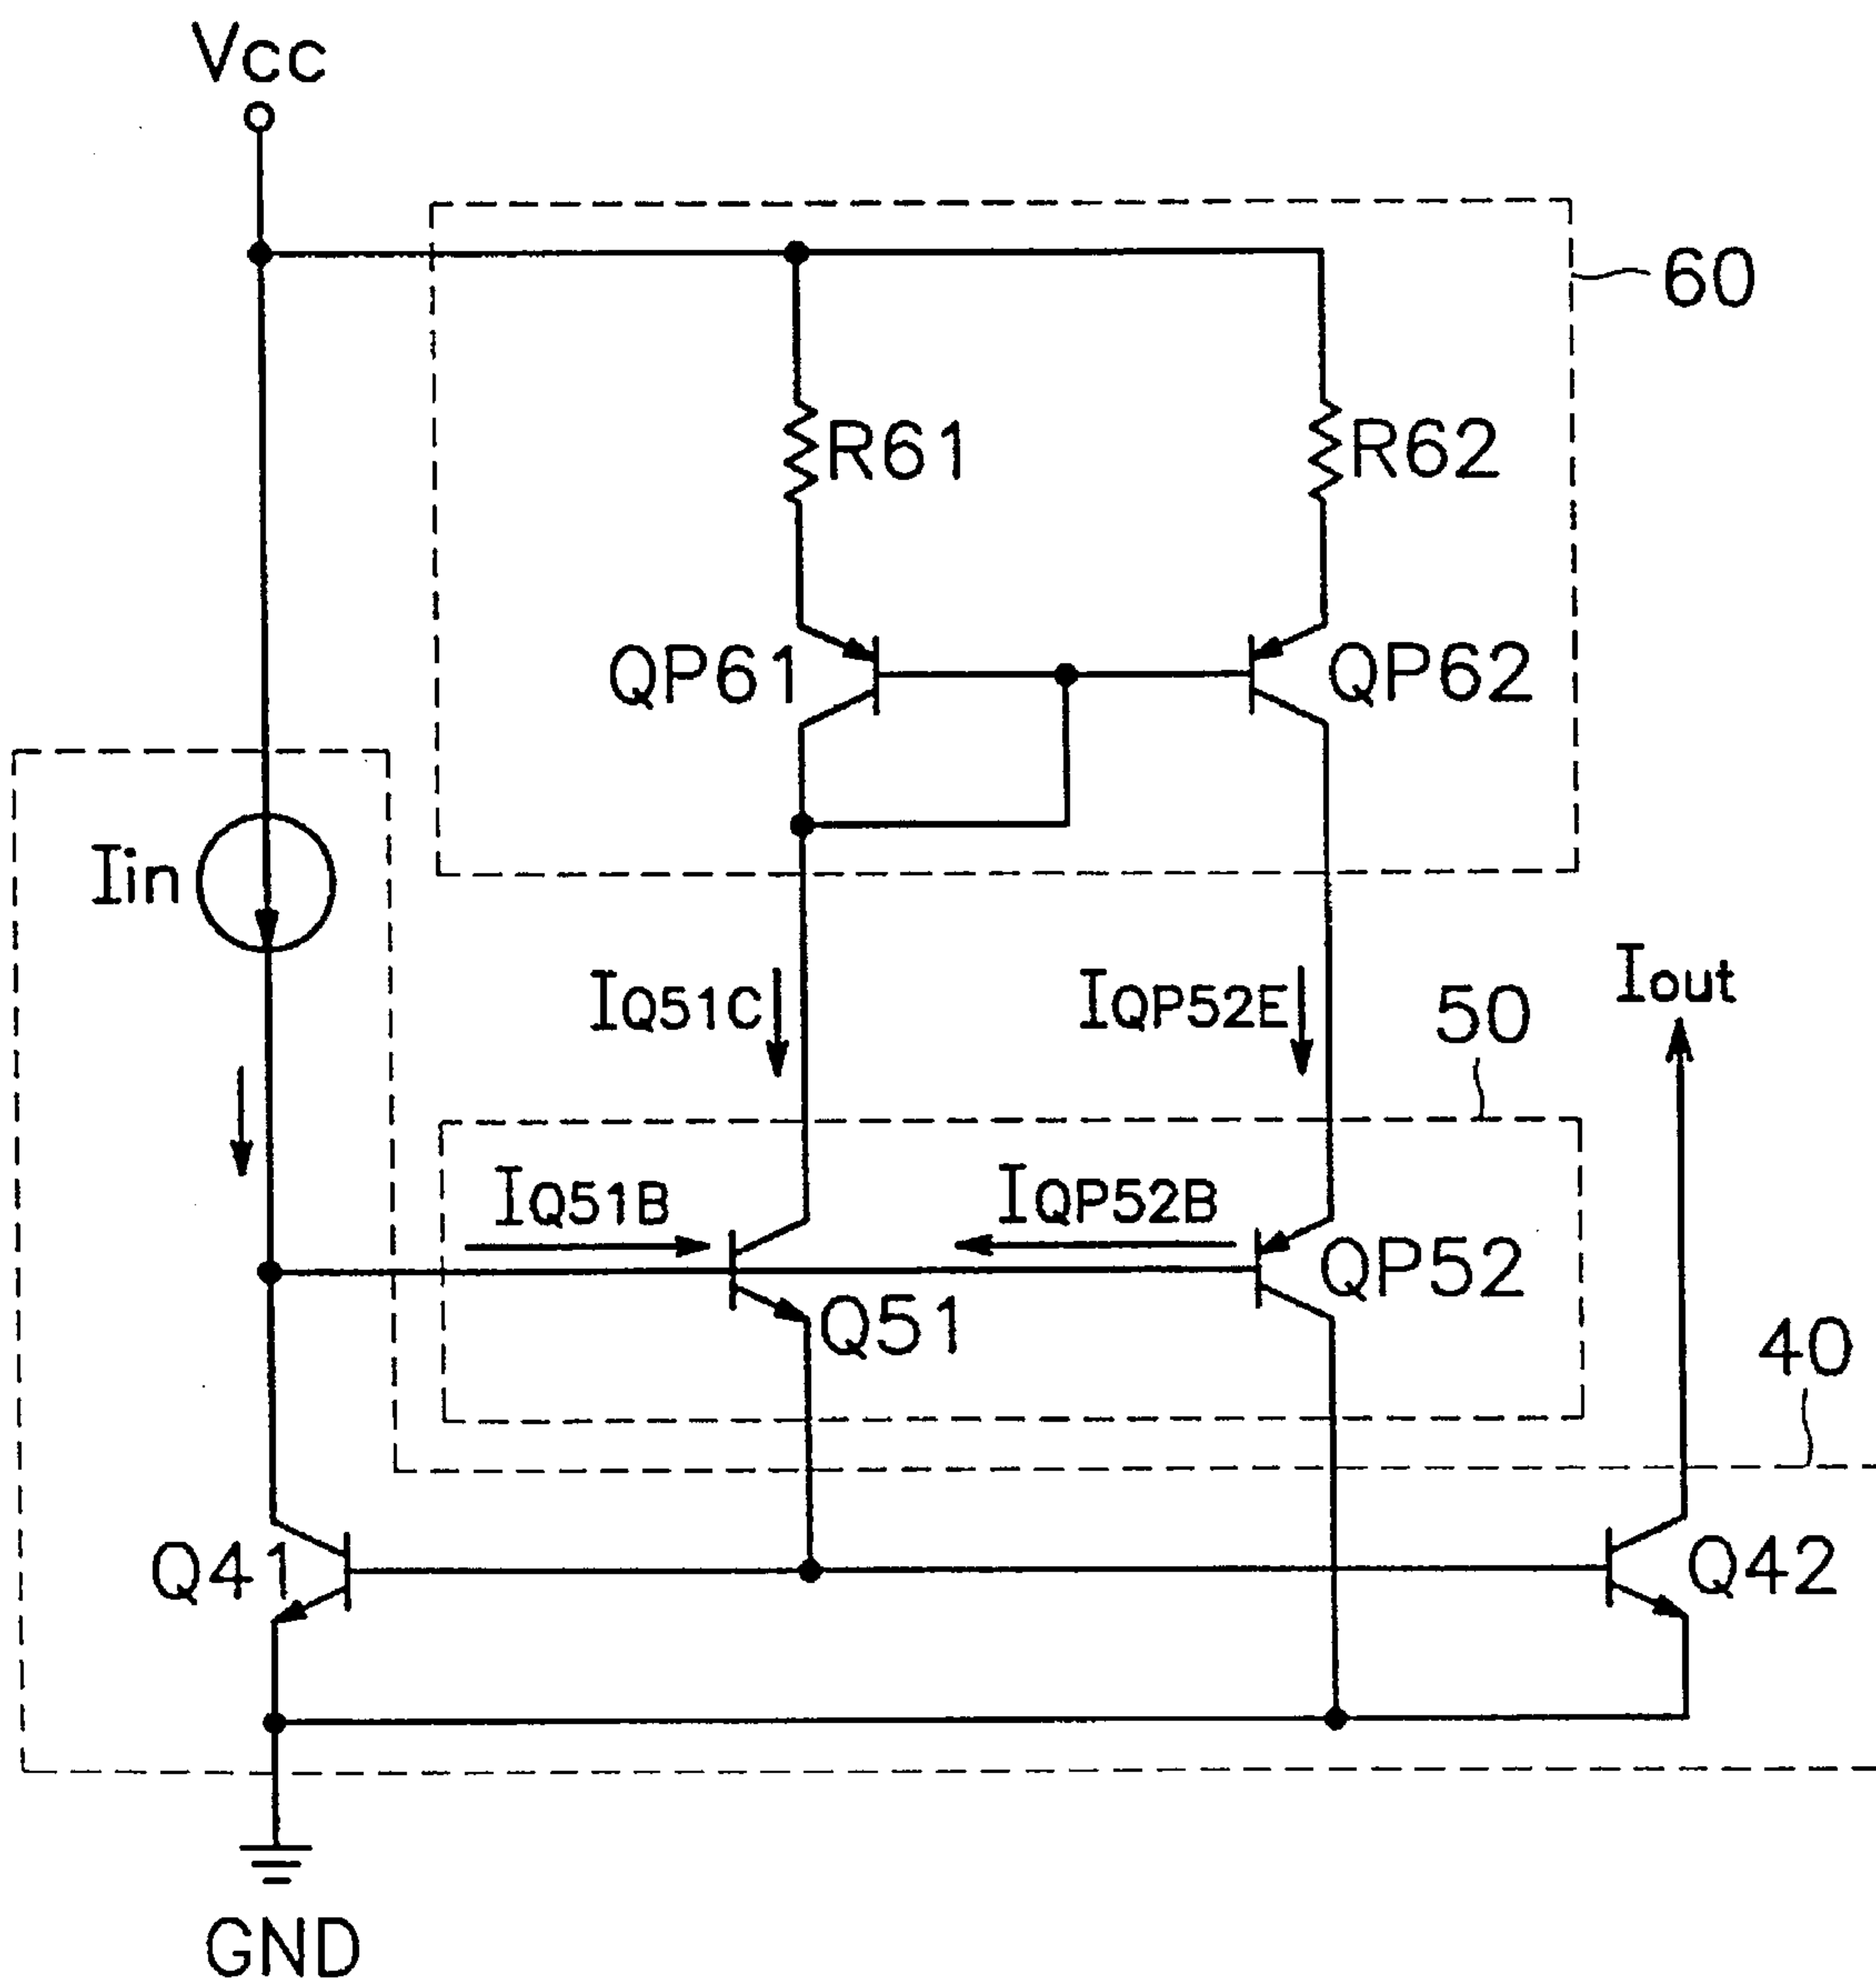 Vcc
60
R61
R62
QP61
QP62
Iin
IQ51C
IQP52E
50
Iout
IQ51B
IQP52B
QP52
Q51
40
Q41
Q42
GND